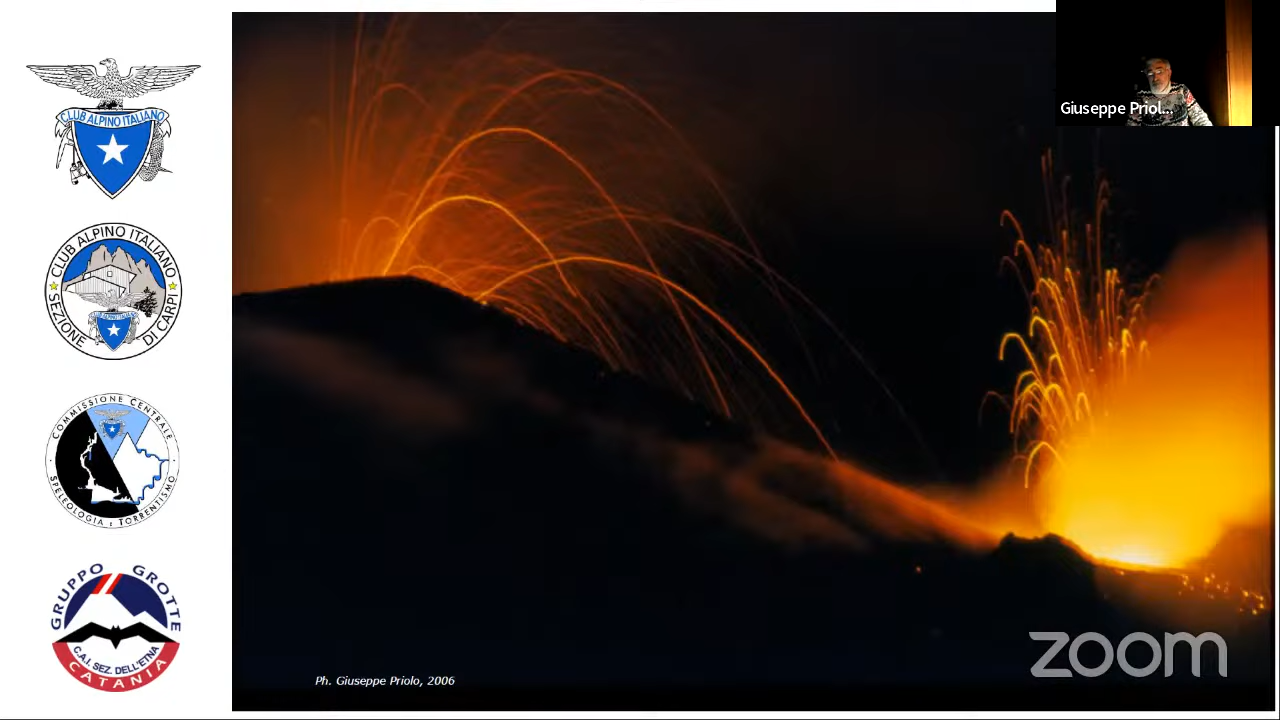 CLUB ALPINO ITALIANO
CLUB ALPINO ITALIANO
SEZIONE DI CARPI
COMMISSIONE CENTRALE
SPELEOLOGIA E TORRENTISMO
GRUPPO GROTTE
C.A.I. SEZ. DELL'ETNA
CATANIA
Giuseppe Priol...
Ph. Giuseppe Priolo, 2006
zoom